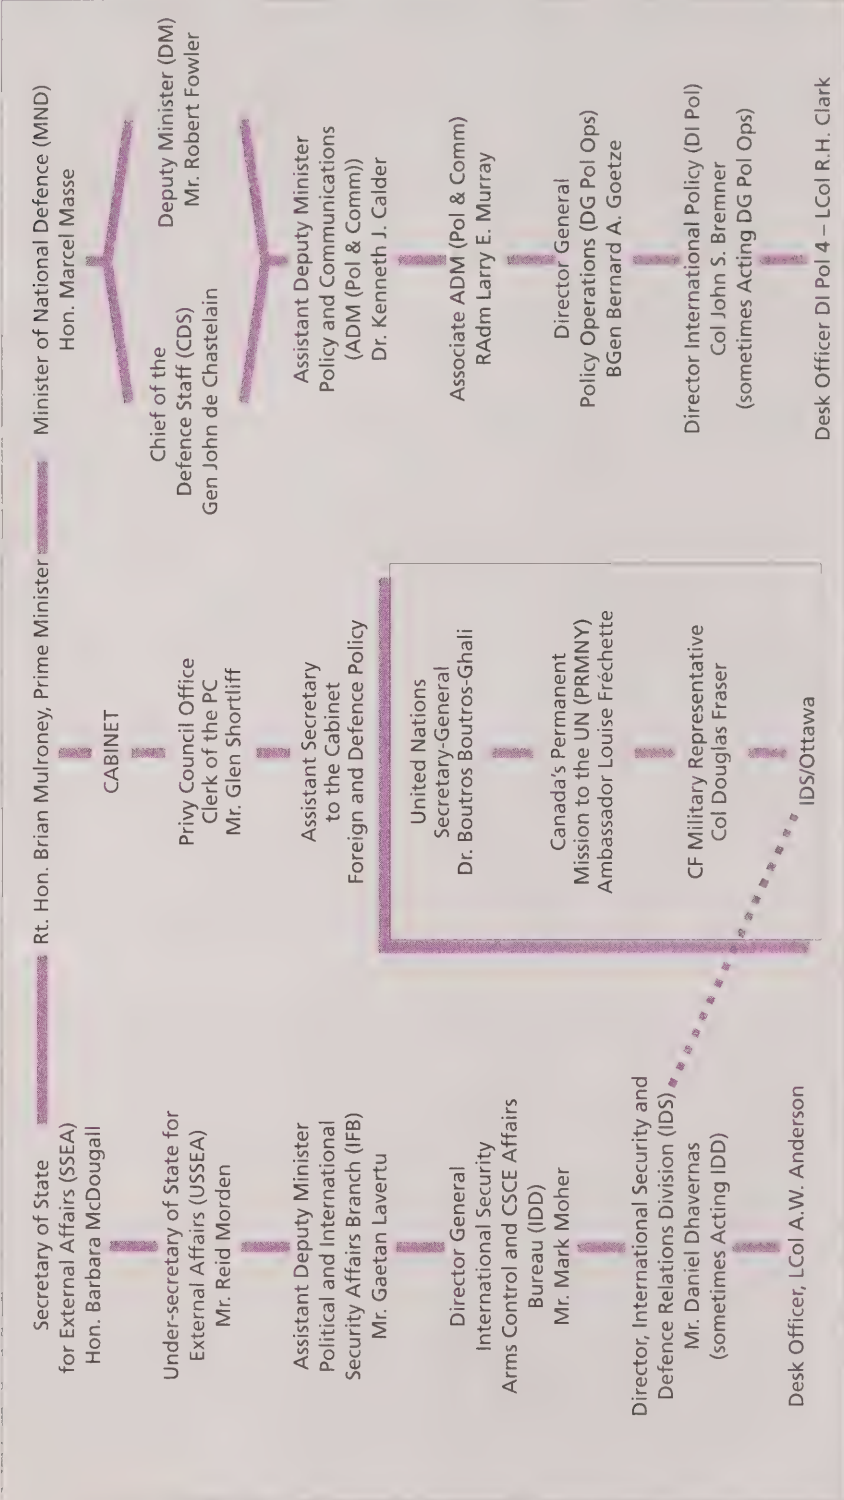 Secretary of State
for External Affairs (SSEA)
Hon. Barbara McDougall
Under-secretary of State for
External Affairs (USSEA)
Mr. Reid Morden
Assistant Deputy Minister
Political and International
Security Affairs Branch (IFB)
Mr. Gaetan Lavertu
Director General
International Security
Arms Control and CSCE Affairs
Bureau (IDD)
Mr. Mark Moher
Director, International Security and
Defence Relations Division (IDS)
Mr. Daniel Dhavernas
(sometimes Acting IDD)
Desk Officer, LCol A.W. Anderson
Rt. Hon. Brian Mulroney, Prime Minister
CABINET
Privy Council Office
Clerk of the PC
Mr. Glen Shortliff
Assistant Secretary
to the Cabinet
Foreign and Defence Policy
United Nations
Secretary-General
Dr. Boutros Boutros-Ghali
Canada's Permanent
Mission to the UN (PRMNY)
Ambassador Louise Fréchette
CF Military Representative
Col Douglas Fraser
IDS/Ottawa
Minister of National Defence (MND)
Hon. Marcel Masse
Chief of the
Defence Staff (CDS)
Gen John de Chastelain
Deputy Minister (DM)
Mr. Robert Fowler
Assistant Deputy Minister
Policy and Communications
(ADM (Pol & Comm))
Dr. Kenneth J. Calder
Associate ADM (Pol & Comm)
RAdm Larry E. Murray
Director General
Policy Operations (DG Pol Ops)
BGen Bernard A. Goetze
Director International Policy (DI Pol)
Col John S. Bremner
(sometimes Acting DG Pol Ops)
Desk Officer DI Pol 4 – LCol R.H. Clark